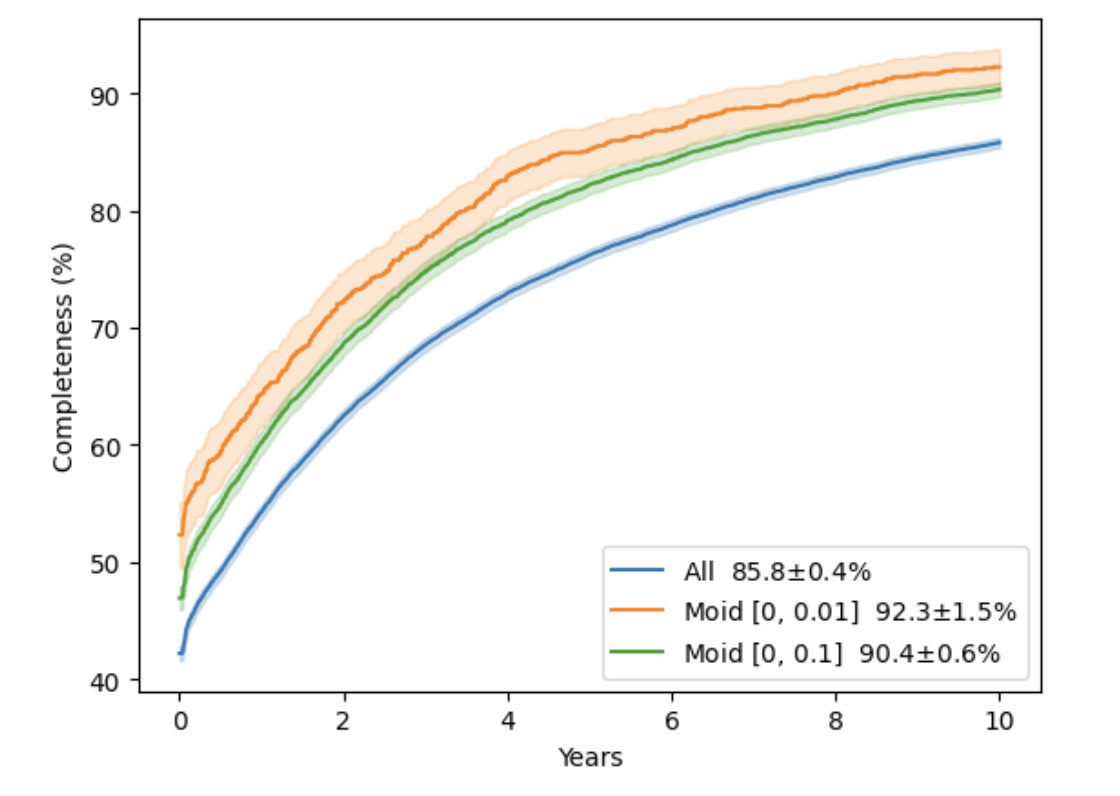 Completeness (%)
90
80
70
60
50
40
All 85.8±0.4%
Moid [0, 0.01] 92.3±1.5%
Moid [0, 0.1] 90.4±0.6%
0 2 4 6 8 10
Years